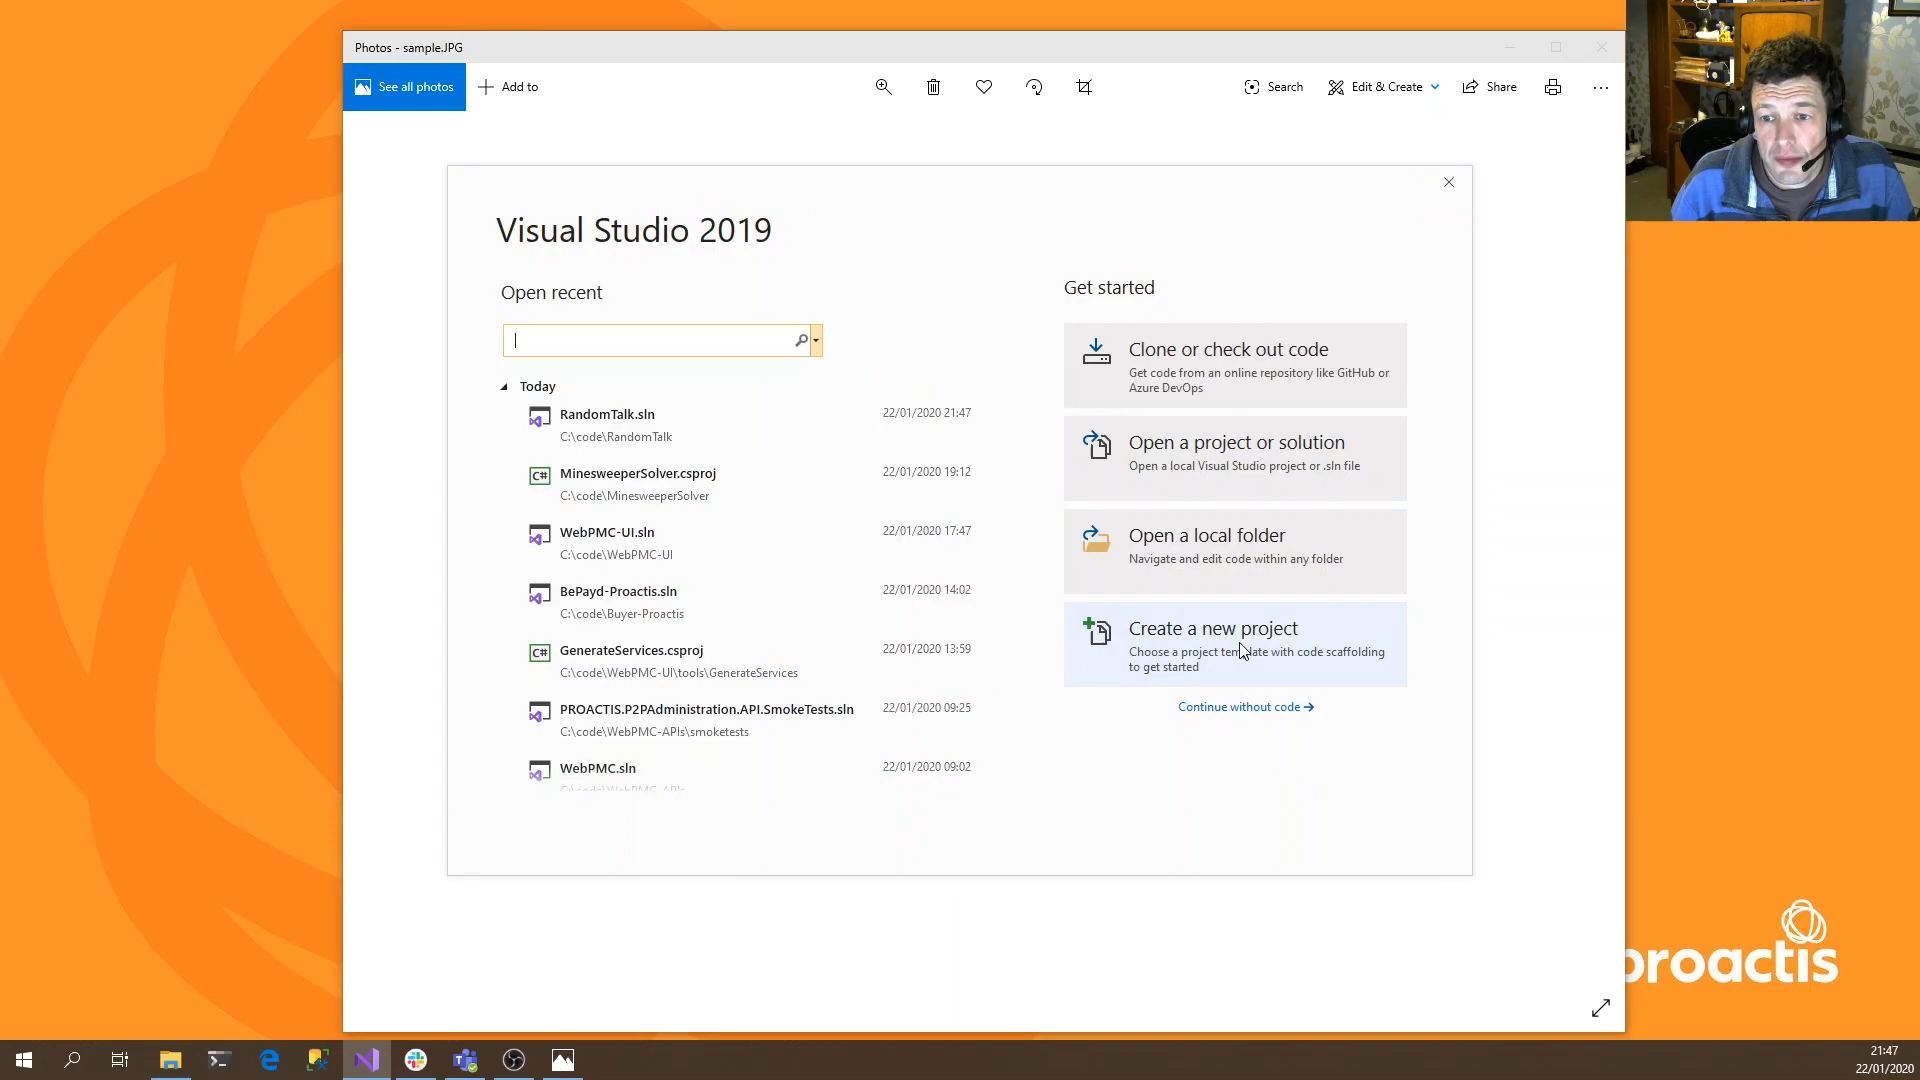 Photos - sample.JPG
See all photos
Add to
Search
Edit & Create
Share
Visual Studio 2019
Open recent
Today
RandomTalk.sln
22/01/2020 21:47
C:\code\RandomTalk
MinesweeperSolver.csproj
22/01/2020 19:12
C:\code\MinesweeperSolver
WebPMC-UI.sln
22/01/2020 17:47
C:\code\WebPMC-UI
BePayd-Proactis.sln
22/01/2020 14:02
C:\code\Buyer-Proactis
GenerateServices.csproj
22/01/2020 13:59
C:\code\WebPMC-UI\tools\GenerateServices
PROACTIS.P2PAdministration.API.SmokeTests.sln
22/01/2020 09:25
C:\code\WebPMC-APIs\smoketests
WebPMC.sln
22/01/2020 09:02
Get started
Clone or check out code
Get code from an online repository like GitHub or
Azure DevOps
Open a project or solution
Open a local Visual Studio project or .sln file
Open a local folder
Navigate and edit code within any folder
Create a new project
Choose a project template with code scaffolding
to get started
Continue without code
proactis
21:47
22/01/2020